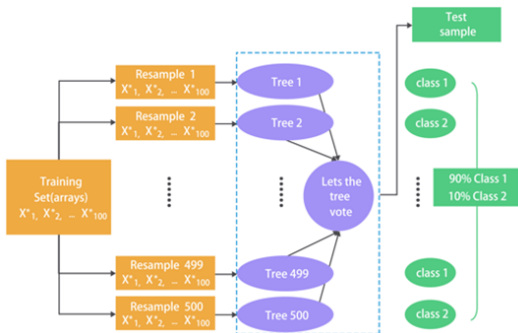 Test
sample
Resample 1
X*1, X*2, ... X*100
Tree 1
class 1
Resample 2
X*1, X*2, ... X*100
Tree 2
class 2
Training
Set(arrays)
X*1, X*2, ... X*100
Lets the
tree
vote
90% Class 1
10% Class 2
Resample 499
X*1, X*2, ... X*100
Tree 499
class 1
Resample 500
X*1, X*2, ... X*100
Tree 500
class 2